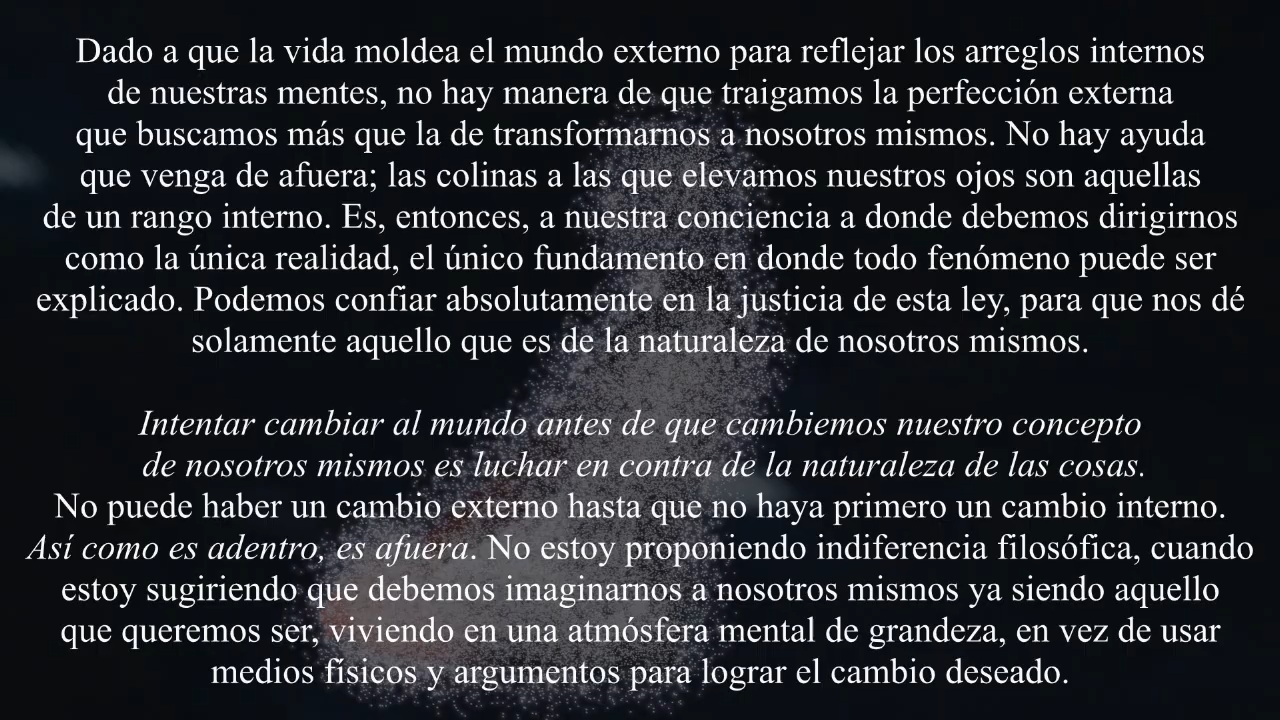 Dado a que la vida moldea el mundo externo para reflejar los arreglos internos
de nuestras mentes, no hay manera de que traigamos la perfección externa
que buscamos más que la de transformarnos a nosotros mismos. No hay ayuda
que venga de afuera; las colinas a las que elevamos nuestros ojos son aquellas
de un rango interno. Es, entonces, a nuestra conciencia a donde debemos dirigirnos
como la única realidad, el único fundamento en donde todo fenómeno puede ser
explicado. Podemos confiar absolutamente en la justicia de esta ley, para que nos dé
solamente aquello que es de la naturaleza de nosotros mismos.
Intentar cambiar al mundo antes de que cambiemos nuestro concepto
de nosotros mismos es luchar en contra de la naturaleza de las cosas.
No puede haber un cambio externo hasta que no haya primero un cambio interno.
Así como es adentro, es afuera. No estoy proponiendo indiferencia filosófica, cuando
estoy sugiriendo que debemos imaginarnos a nosotros mismos ya siendo aquello
que queremos ser, viviendo en una atmósfera mental de grandeza, en vez de usar
medios físicos y argumentos para lograr el cambio deseado.